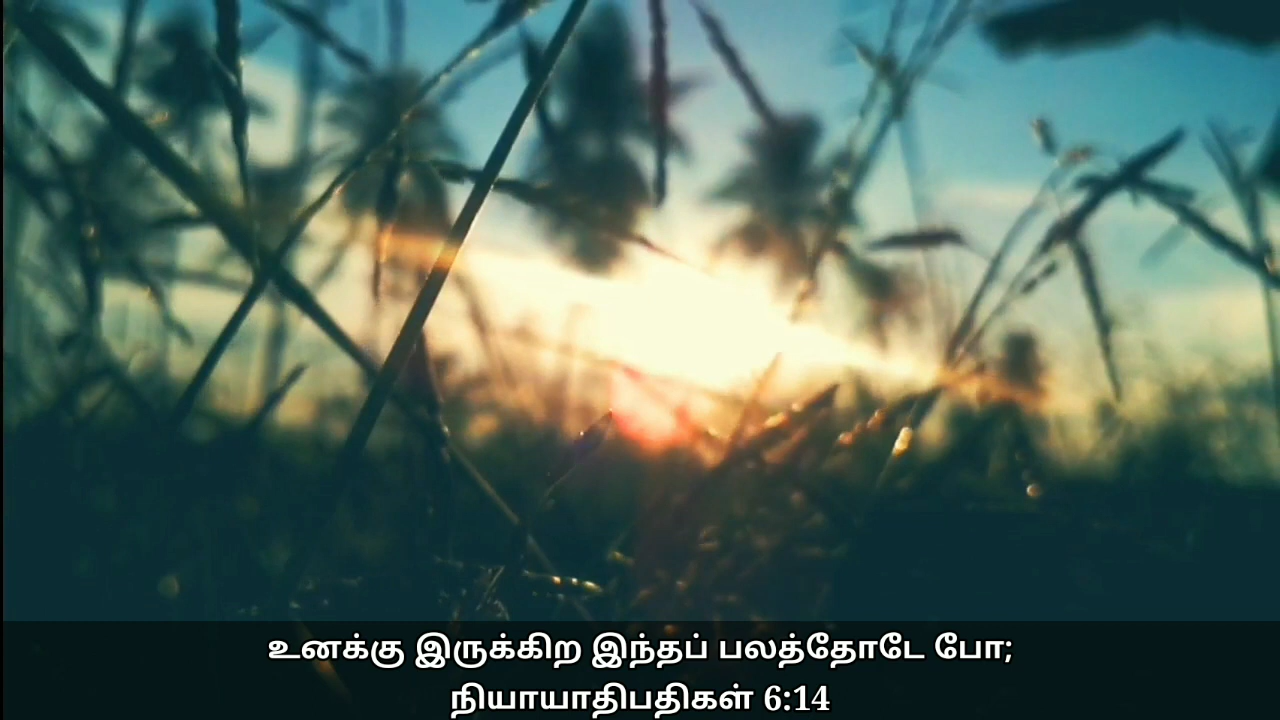 உனக்கு இருக்கிற இந்தப் பலத்தோடே போ;
நியாயாதிபதிகள் 6:14